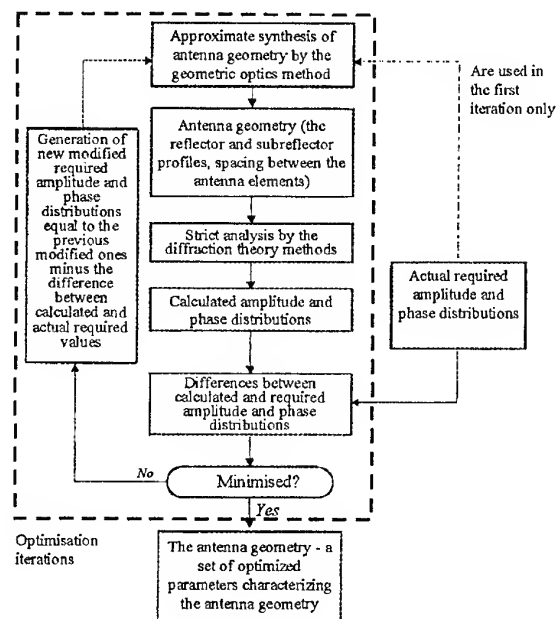 Approximate synthesis of
antenna geometry by the
geometric optics method
Are used in
the first
iteration only
Antenna geometry (the
reflector and subreflector
profiles, spacing between the
antenna elements)
Generation of
new modified
required
amplitude and
phase
distributions
equal to the
previous
modified ones
minus the
difference
between
calculated and
actual required
values
Strict analysis by the
diffraction theory methods
Calculated amplitude and
phase distributions
Actual required
amplitude and
phase distributions
Differences between
calculated and required
amplitude and phase
distributions
No
Minimised?
Yes
Optimisation
iterations
The antenna geometry - a
set of optimized
parameters characterizing
the antenna geometry